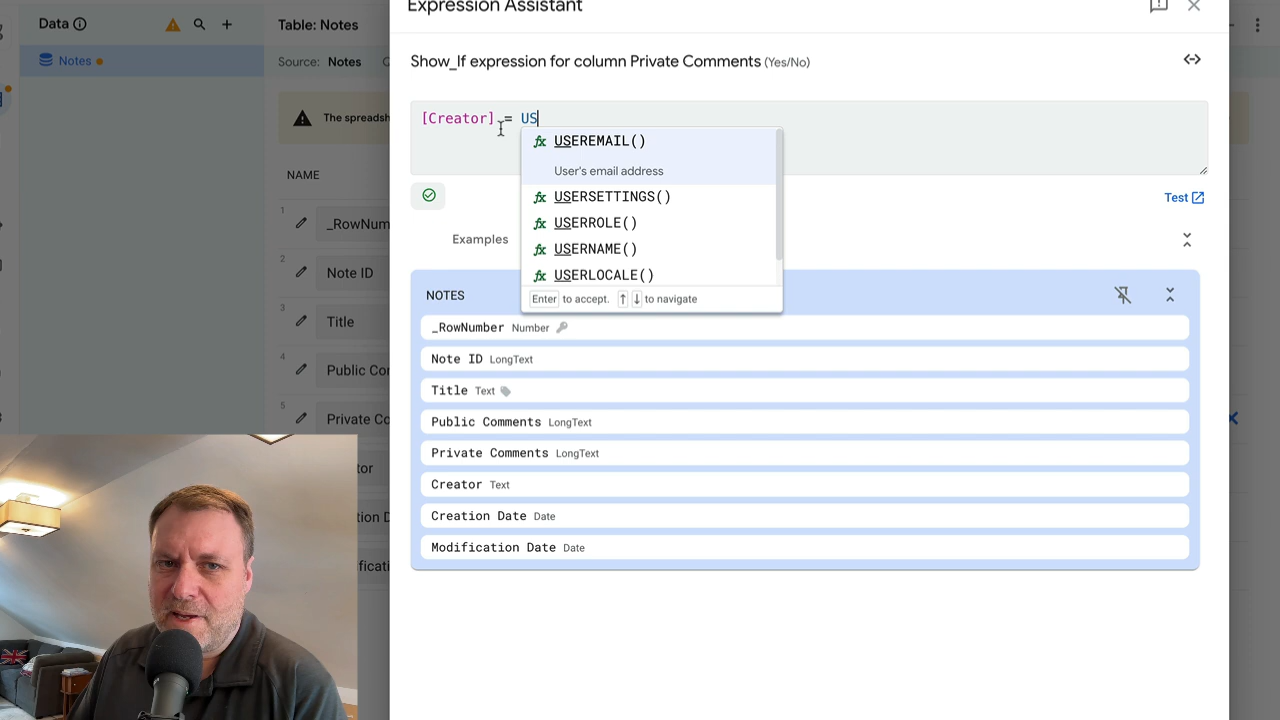 Expression Assistant
Data
Table: Notes
Notes
Source: Notes
Show_If expression for column Private Comments (Yes/No)
[Creator] = US
The spreadsh
USEREMAIL()
User's email address
NAME
Test
USERSETTINGS()
1 _RowNum
USERROLE()
Examples
USERNAME()
2 Note ID
USERLOCALE()
Enter to accept. ↑ ↓ to navigate
NOTES
3 Title
_RowNumber Number
Note ID LongText
4 Public Cor
Title Text
5 Private Co
Public Comments LongText
Private Comments LongText
tor
Creator Text
tion D
Creation Date Date
Modification Date Date
ficati